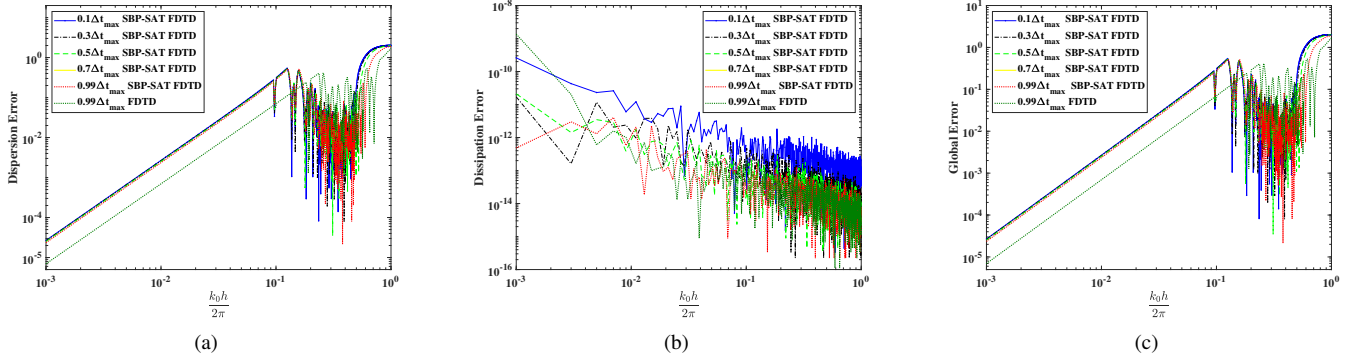 0.1Δt_max SBP-SAT FDTD
0.3Δt_max SBP-SAT FDTD
0.5Δt_max SBP-SAT FDTD
0.7Δt_max SBP-SAT FDTD
0.99Δt_max SBP-SAT FDTD
0.99Δt_max FDTD
Dispersion Error
10^0
10^-2
10^-4
10^-5
10^-3
10^-2
10^-1
10^0
k_0h
2π
(a)
0.1Δt_max SBP-SAT FDTD
0.3Δt_max SBP-SAT FDTD
0.5Δt_max SBP-SAT FDTD
0.7Δt_max SBP-SAT FDTD
0.99Δt_max SBP-SAT FDTD
0.99Δt_max FDTD
Dissipation Error
10^-8
10^-10
10^-12
10^-14
10^-16
10^-3
10^-2
10^-1
10^0
k_0h
2π
(b)
0.1Δt_max SBP-SAT FDTD
0.3Δt_max SBP-SAT FDTD
0.5Δt_max SBP-SAT FDTD
0.7Δt_max SBP-SAT FDTD
0.99Δt_max SBP-SAT FDTD
0.99Δt_max FDTD
Global Error
10^2
10^1
10^0
10^-1
10^-2
10^-3
10^-4
10^-5
10^-3
10^-2
10^-1
10^0
k_0h
2π
(c)